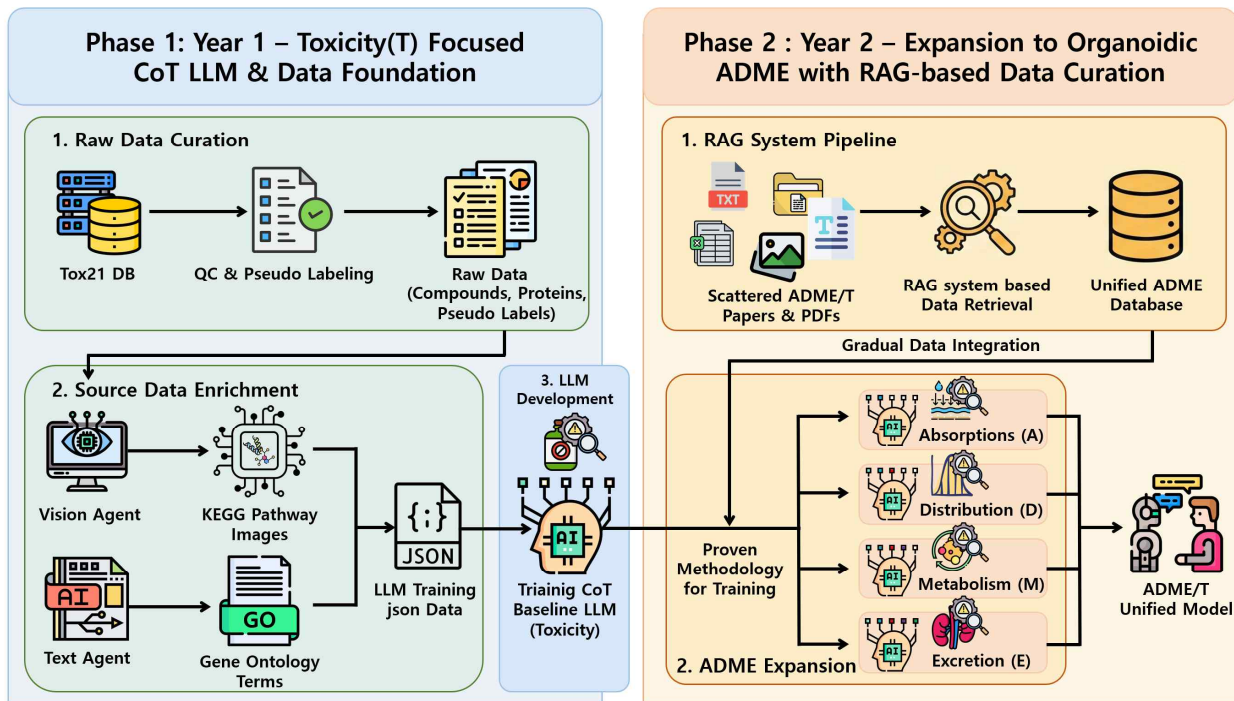 Phase 1: Year 1 – Toxicity(T) Focused
CoT LLM & Data Foundation
1. Raw Data Curation
Tox21 DB
QC & Pseudo Labeling
Raw Data
(Compounds, Proteins,
Pseudo Labels)
2. Source Data Enrichment
Vision Agent
KEGG Pathway
Images
AI
Text Agent
GO
Gene Ontology
Terms
{;}
JSON
LLM Training
json Data
3. LLM
Development
AI
Triainig CoT
Baseline LLM
(Toxicity)
Phase 2 : Year 2 – Expansion to Organoidic
ADME with RAG-based Data Curation
1. RAG System Pipeline
TXT
T
Scattered ADME/T
Papers & PDFs
RAG system based
Data Retrieval
Unified ADME
Database
Gradual Data Integration
Proven
Methodology
for Training
AI
Absorptions (A)
AI
Distribution (D)
AI
Metabolism (M)
AI
Excretion (E)
2. ADME Expansion
ADME/T
Unified Model